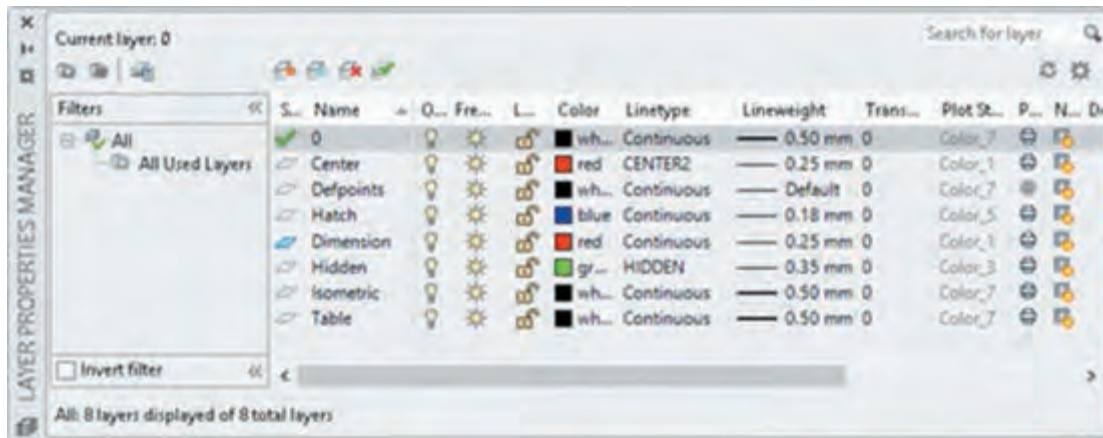 Current layer: 0
Search for layer
Filters
S... Name O... Fre... L... Color Linetype Lineweight Trans... Plot St... P... N... De
0 wh... Continuous 0.50 mm 0 Color_7
Center red CENTER2 0.25 mm 0 Color_1
Defpoints wh... Continuous Default 0 Color_7
Hatch blue Continuous 0.18 mm 0 Color_5
Dimension red Continuous 0.25 mm 0 Color_1
Hidden gr... HIDDEN 0.35 mm 0 Color_3
Isometric wh... Continuous 0.50 mm 0 Color_7
Table wh... Continuous 0.50 mm 0 Color_7
All
All Used Layers
Invert filter
All: 8 layers displayed of 8 total layers
LAYER PROPERTIES MANAGER